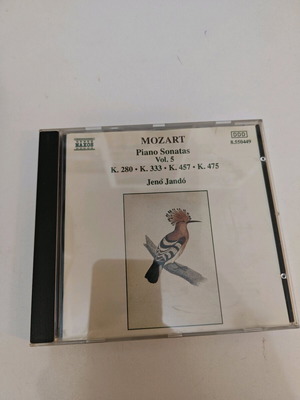 NAXOS
DDD
8.550449
MOZART
Piano Sonatas
Vol. 5
K. 280 • K. 333 • K. 457 • K. 475
Jenő Jandó